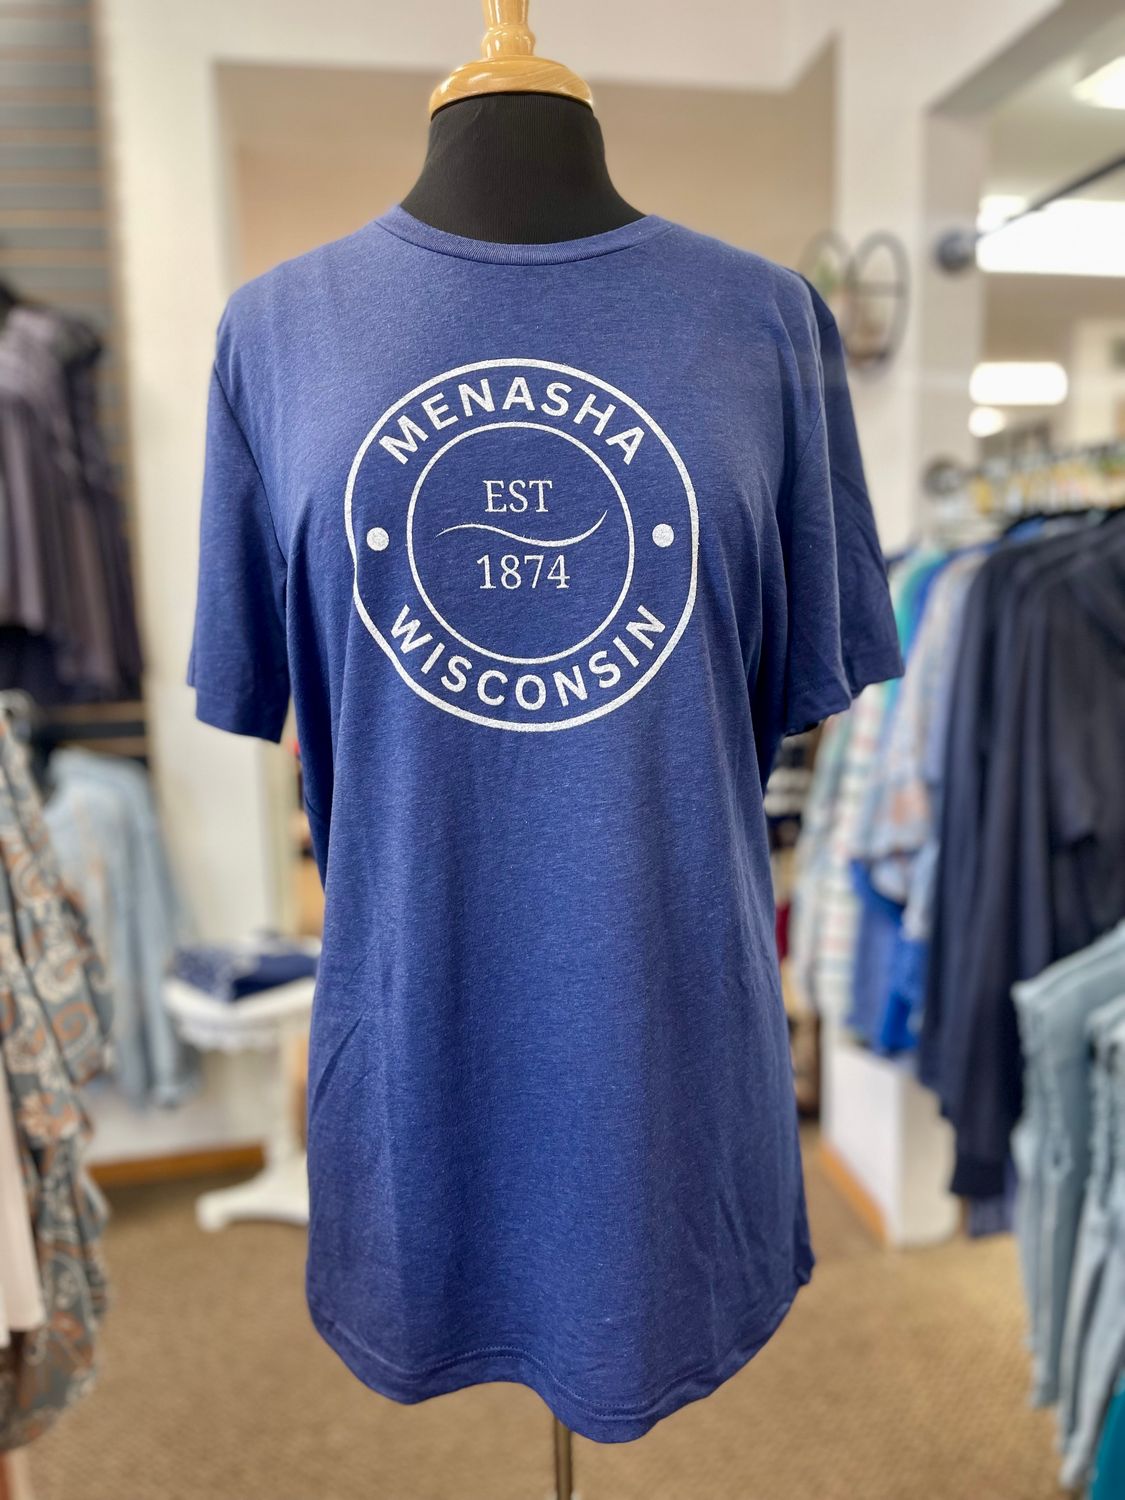 MENASHA
EST
1874
WISCONSIN